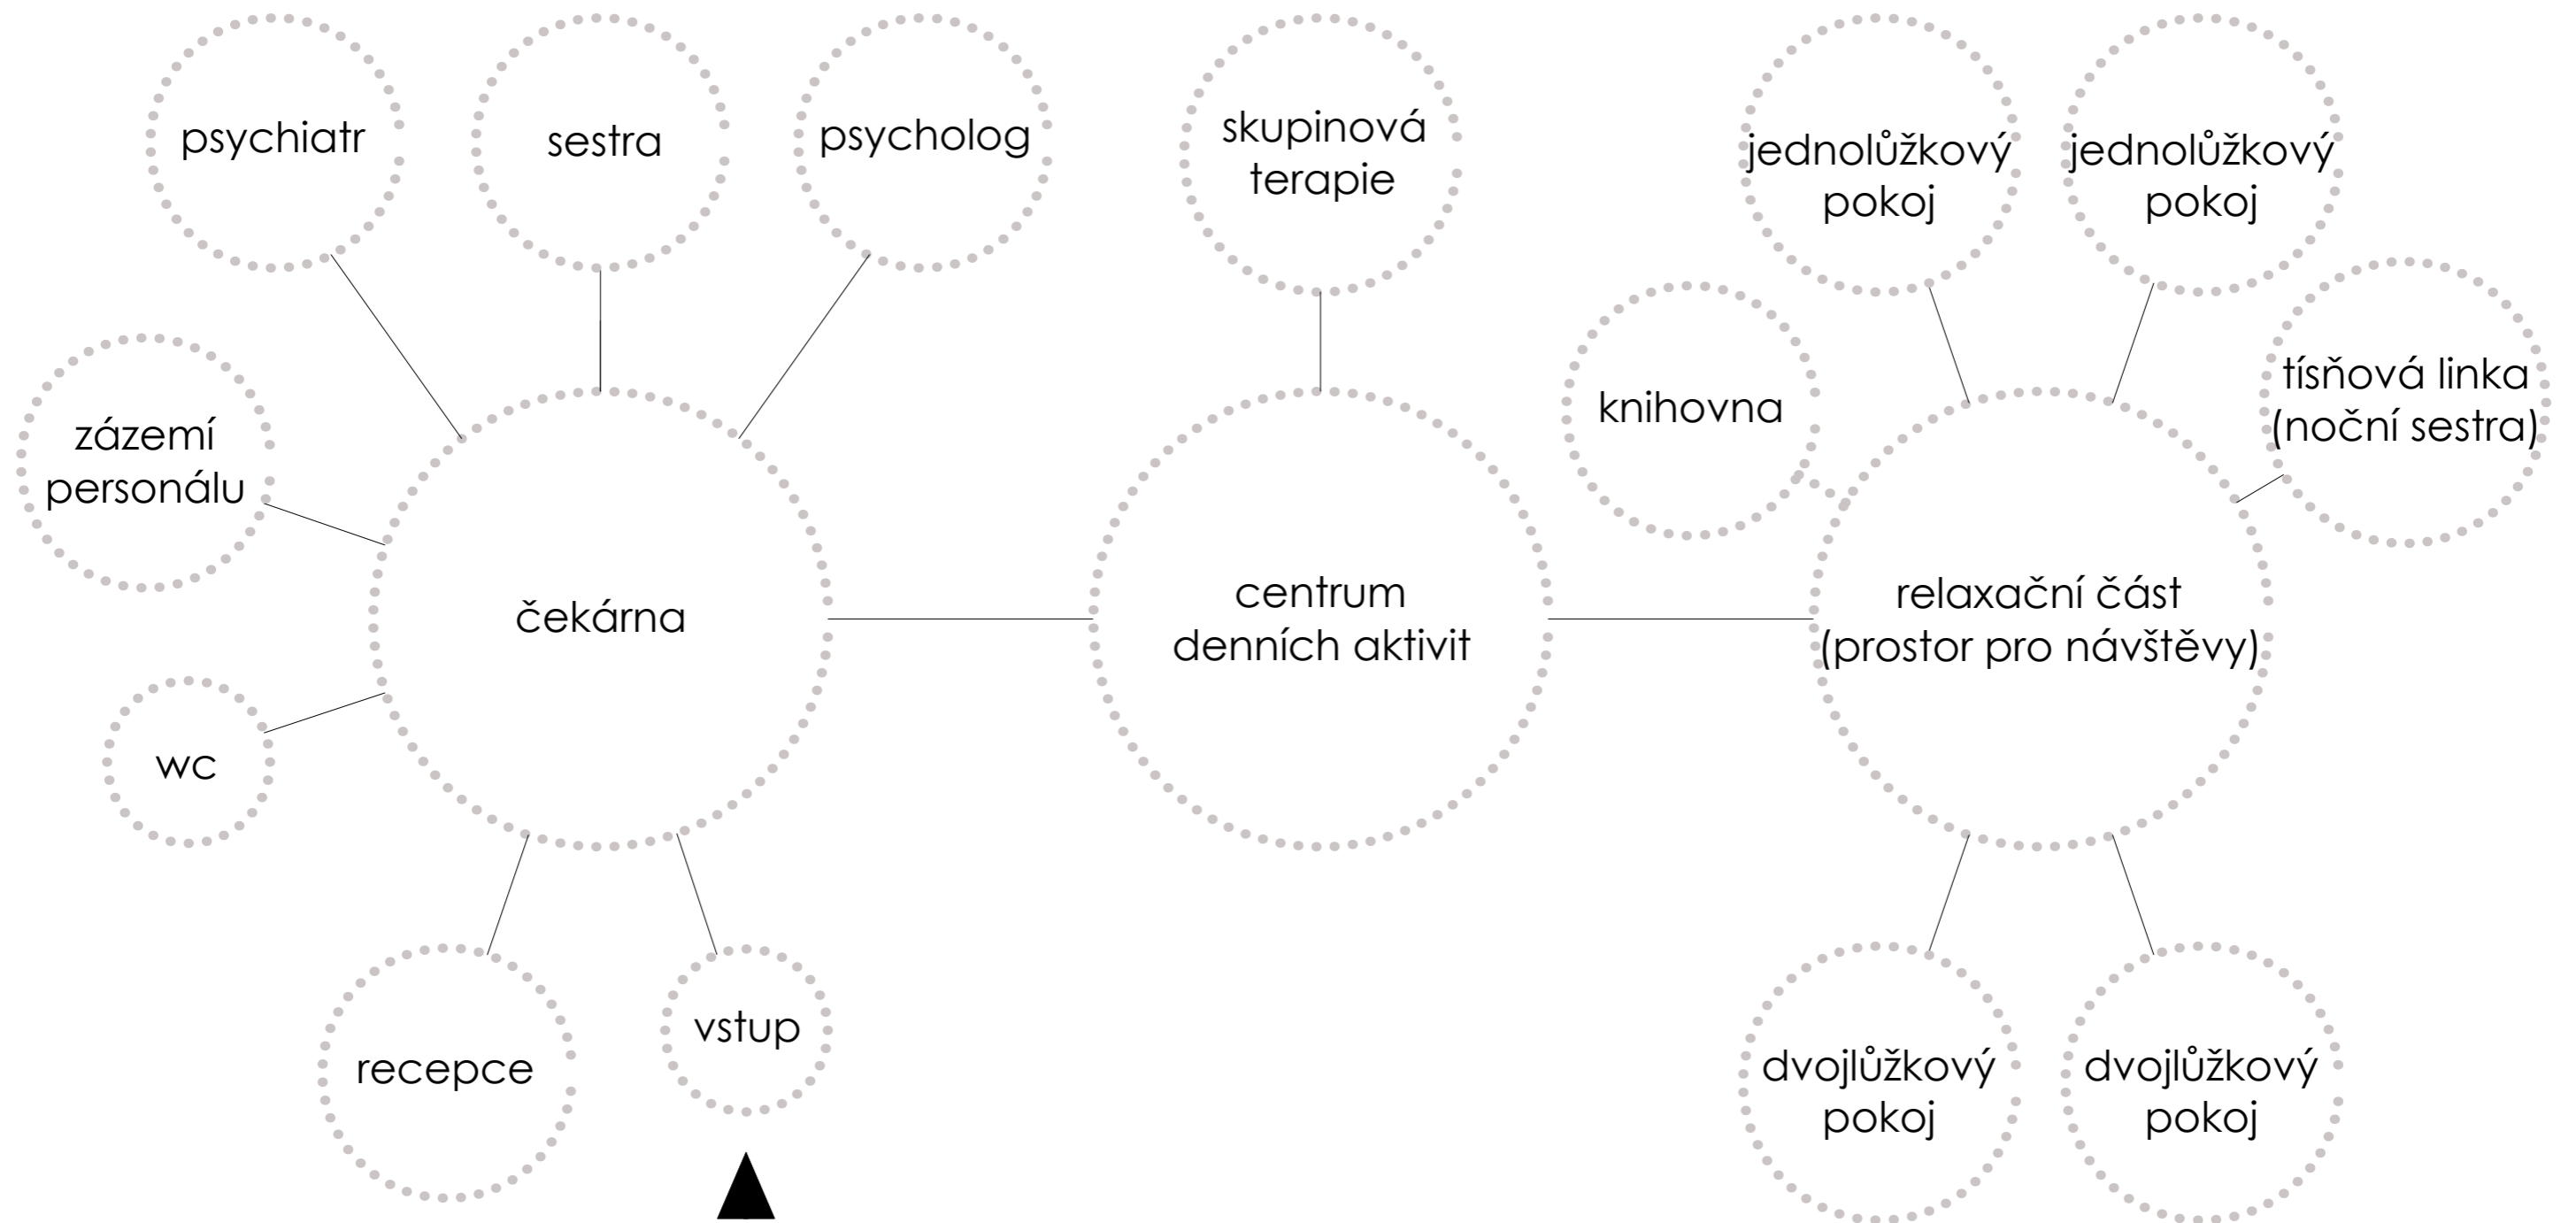 psychiatr
sestra
psycholog
skupinová
terapie
jednolůžkový
pokoj
jednolůžkový
pokoj
zázemí
personálu
knihovna
tísňová linka
(noční sestra)
čekárna
centrum
denních aktivit
relaxační část
(prostor pro návštěvy)
wc
recepce
vstup
dvojlůžkový
pokoj
dvojlůžkový
pokoj